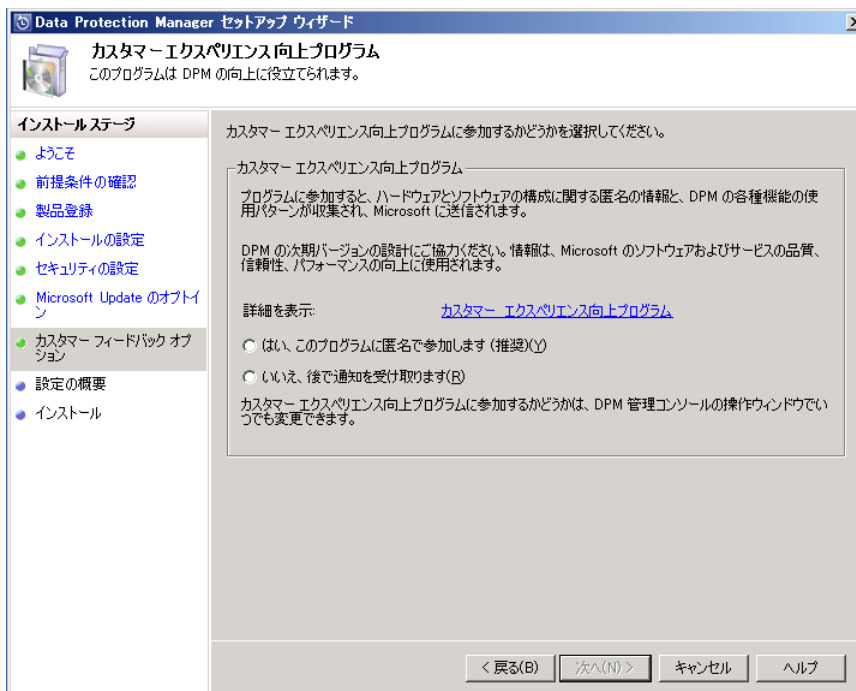 Data Protection Manager セットアップ ウィザード
カスタマーエクスペリエンス向上プログラム
このプログラムは DPM の向上に役立てられます。
インストール ステージ
ようこそ
前提条件の確認
製品登録
インストールの設定
セキュリティの設定
Microsoft Update のオプトイ
ン
カスタマー フィードバック オプ
ション
設定の概要
インストール
カスタマー エクスペリエンス向上プログラムに参加するかどうかを選択してください。
カスタマー エクスペリエンス向上プログラム
プログラムに参加すると、ハードウェアとソフトウェアの構成に関する匿名の情報と、DPM の各種機能の使
用パターンが収集され、Microsoft に送信されます。
DPM の次期バージョンの設計にご協力ください。情報は、Microsoft のソフトウェアおよびサービスの品質、
信頼性、パフォーマンスの向上に使用されます。
詳細を表示: カスタマー エクスペリエンス向上プログラム
はい、このプログラムに匿名で参加します (推奨)(Y)
いいえ、後で通知を受け取ります(R)
カスタマー エクスペリエンス向上プログラムに参加するかどうかは、DPM 管理コンソールの操作ウィンドウでい
つでも変更できます。
< 戻る(B) 次へ(N) > キャンセル ヘルプ